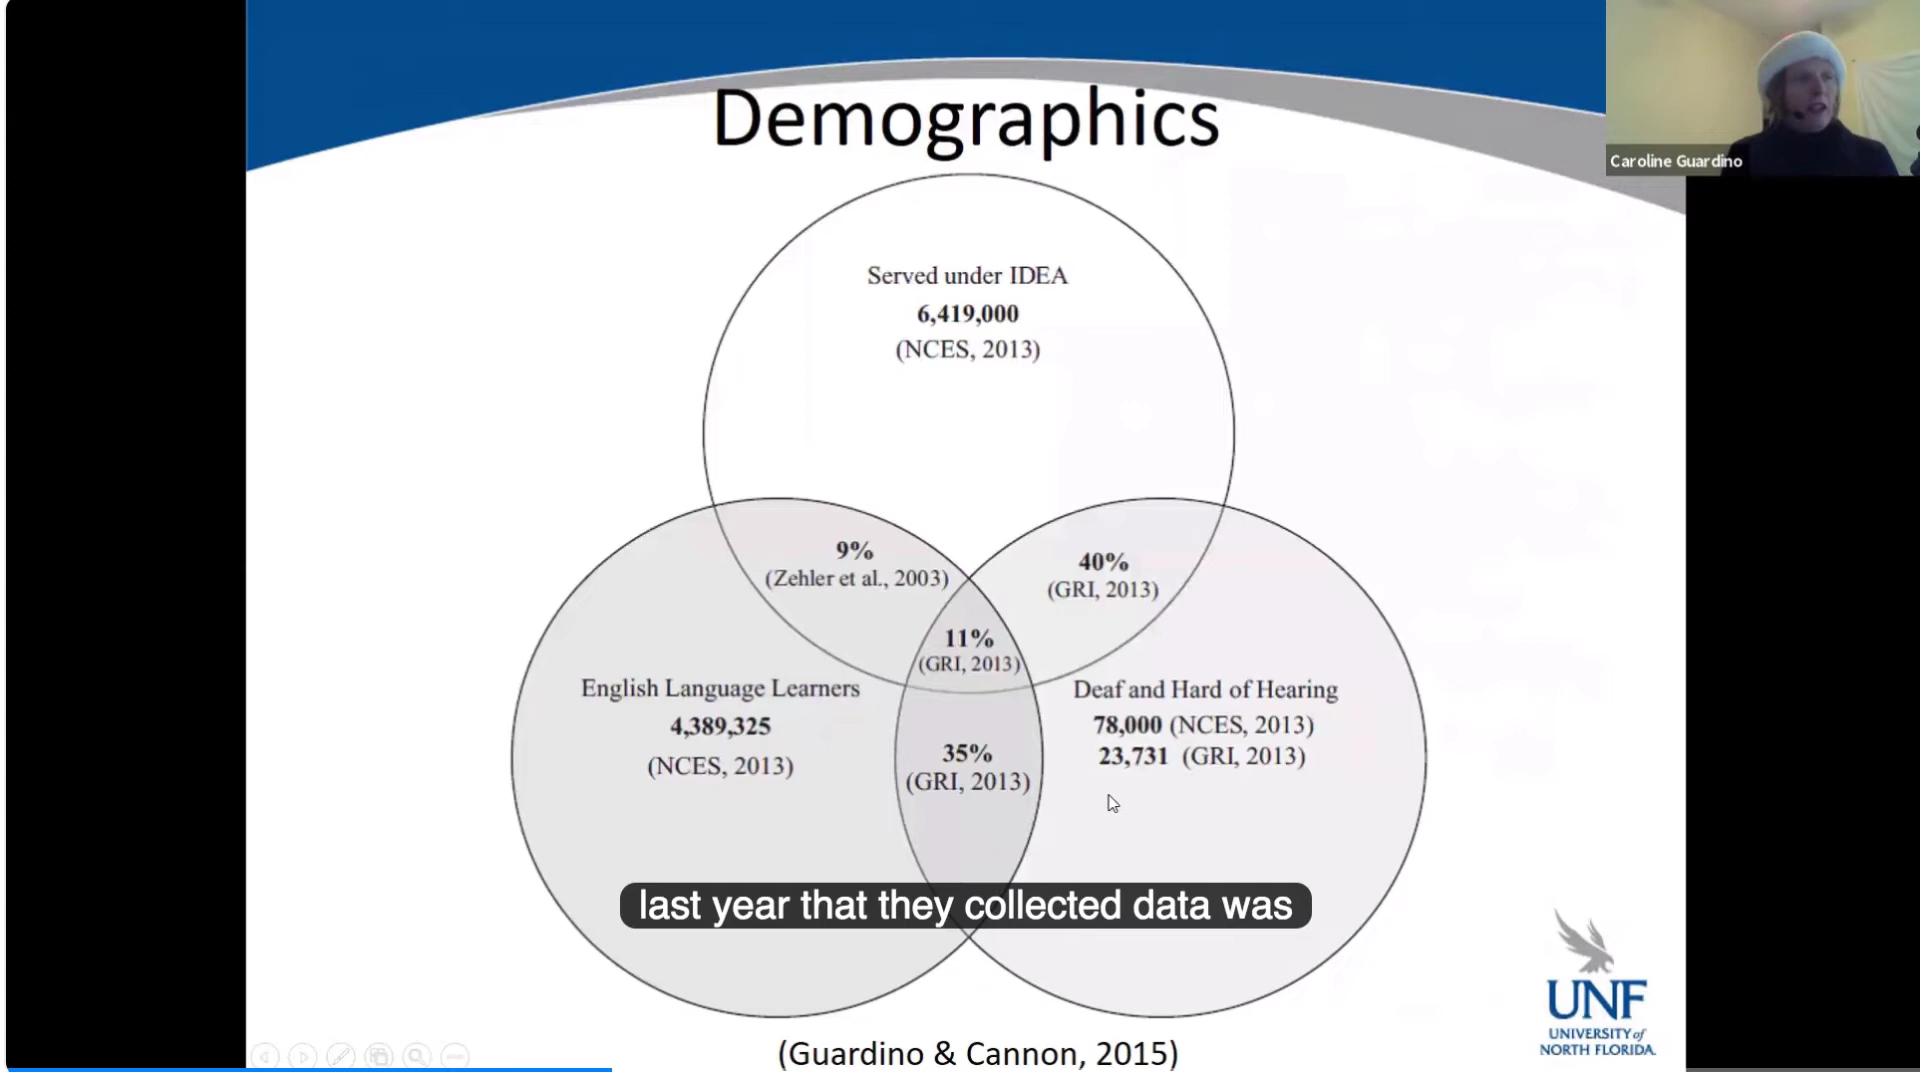 Demographics
Caroline Guardino
Served under IDEA
6,419,000
(NCES, 2013)
9%
(Zehler et al., 2003)
40%
(GRI, 2013)
11%
(GRI, 2013)
English Language Learners
4,389,325
(NCES, 2013)
35%
(GRI, 2013)
Deaf and Hard of Hearing
78,000 (NCES, 2013)
23,731 (GRI, 2013)
last year that they collected data was
UNF
UNIVERSITY of
NORTH FLORIDA.
(Guardino & Cannon, 2015)